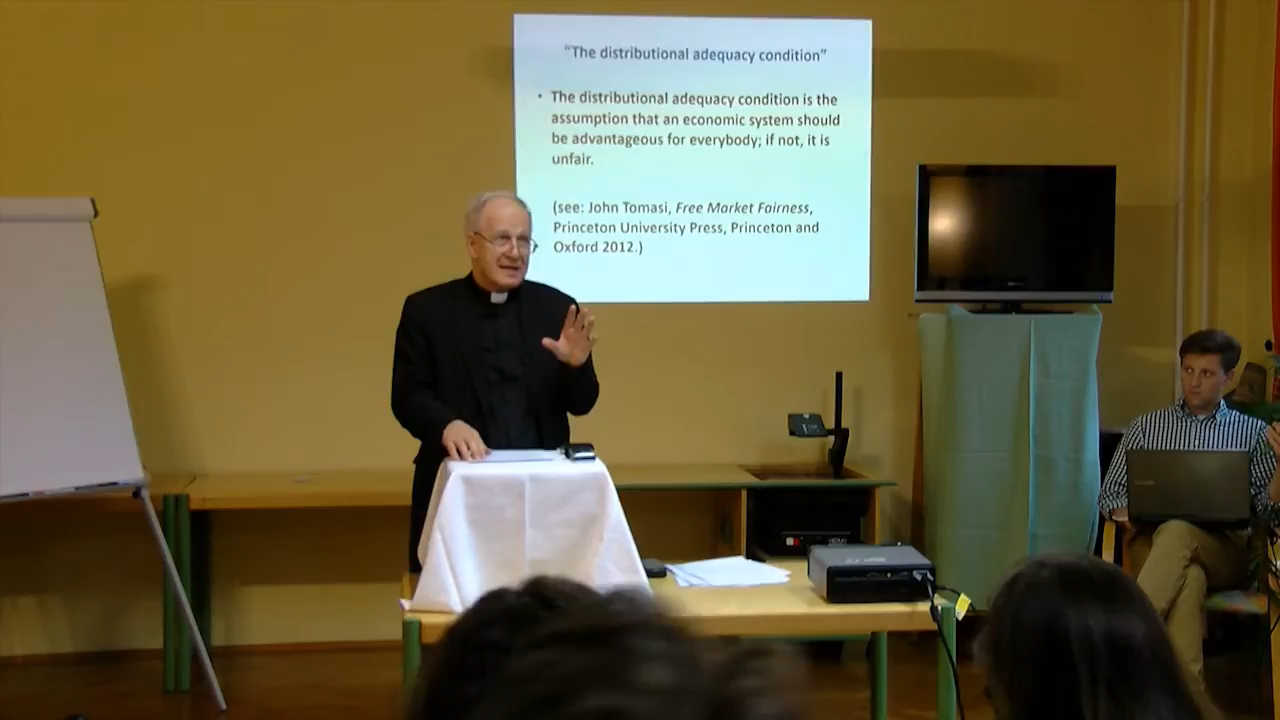 “The distributional adequacy condition”
• The distributional adequacy condition is the
assumption that an economic system should
be advantageous for everybody; if not, it is
unfair.
(see: John Tomasi, Free Market Fairness,
Princeton University Press, Princeton and
Oxford 2012.)